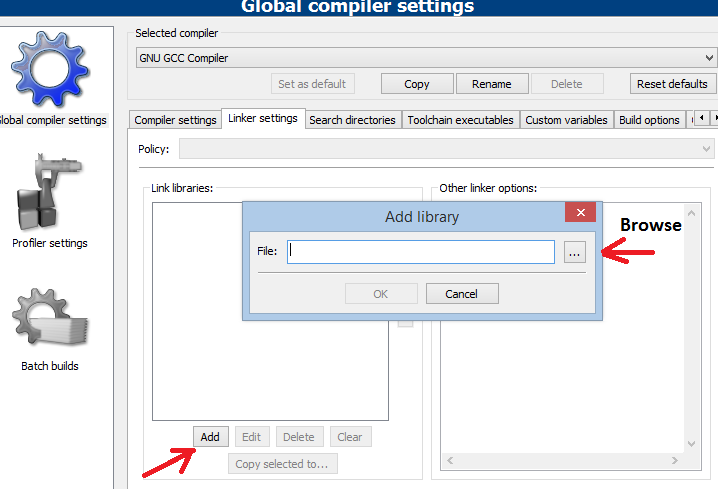 Global compiler settings
Global compiler settings
Profiler settings
Batch builds
Selected compiler
GNU GCC Compiler
Set as default Copy Rename Delete Reset defaults
Compiler settings Linker settings Search directories Toolchain executables Custom variables Build options
Policy:
Link libraries: Other linker options:
Add library
Browse
File: ...
OK Cancel
Add Edit Delete Clear
Copy selected to...